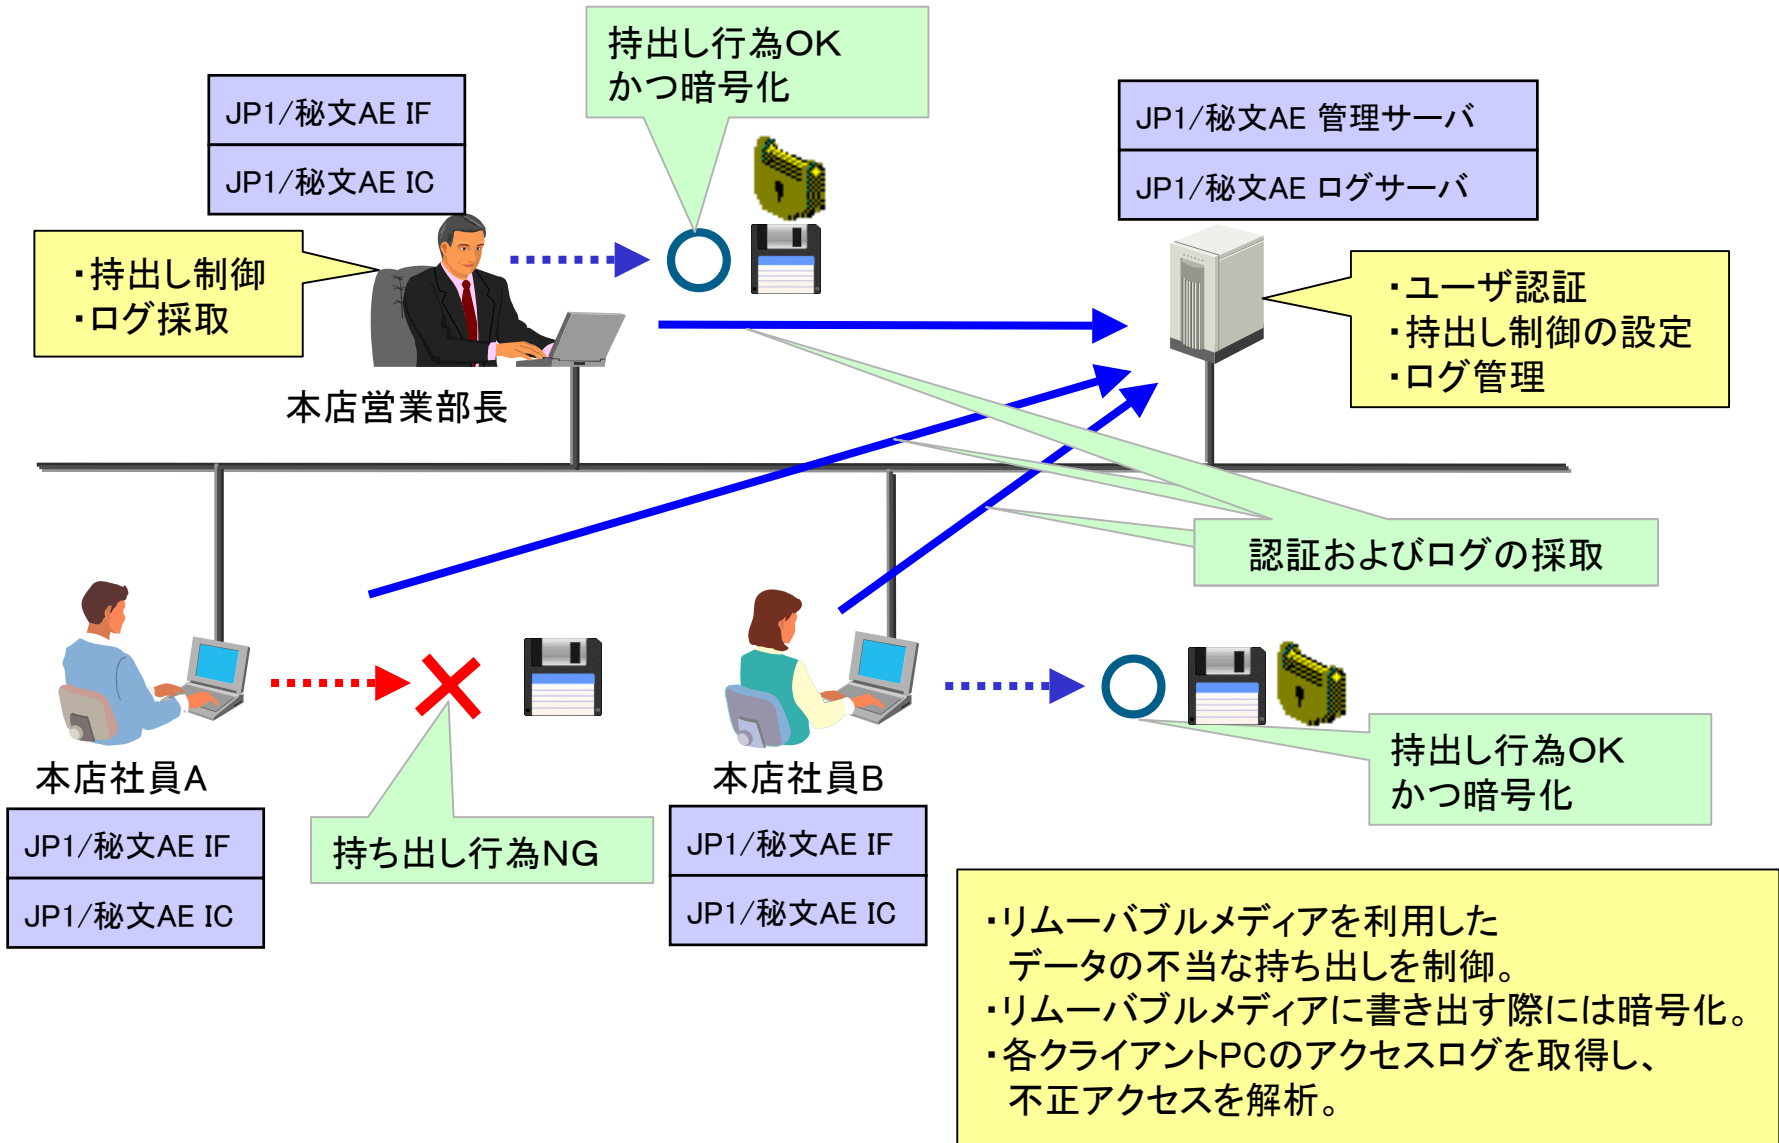 持出し行為OK
かつ暗号化
JP1/秘文AE IF
JP1/秘文AE IC
JP1/秘文AE 管理サーバ
JP1/秘文AE ログサーバ
・持出し制御
・ログ採取
・ユーザ認証
・持出し制御の設定
・ログ管理
本店営業部長
認証およびログの採取
本店社員A
JP1/秘文AE IF
JP1/秘文AE IC
持ち出し行為NG
本店社員B
JP1/秘文AE IF
JP1/秘文AE IC
持出し行為OK
かつ暗号化
・リムーバブルメディアを利用した
データの不当な持ち出しを制御。
・リムーバブルメディアに書き出す際には暗号化。
・各クライアントPCのアクセスログを取得し、
不正アクセスを解析。